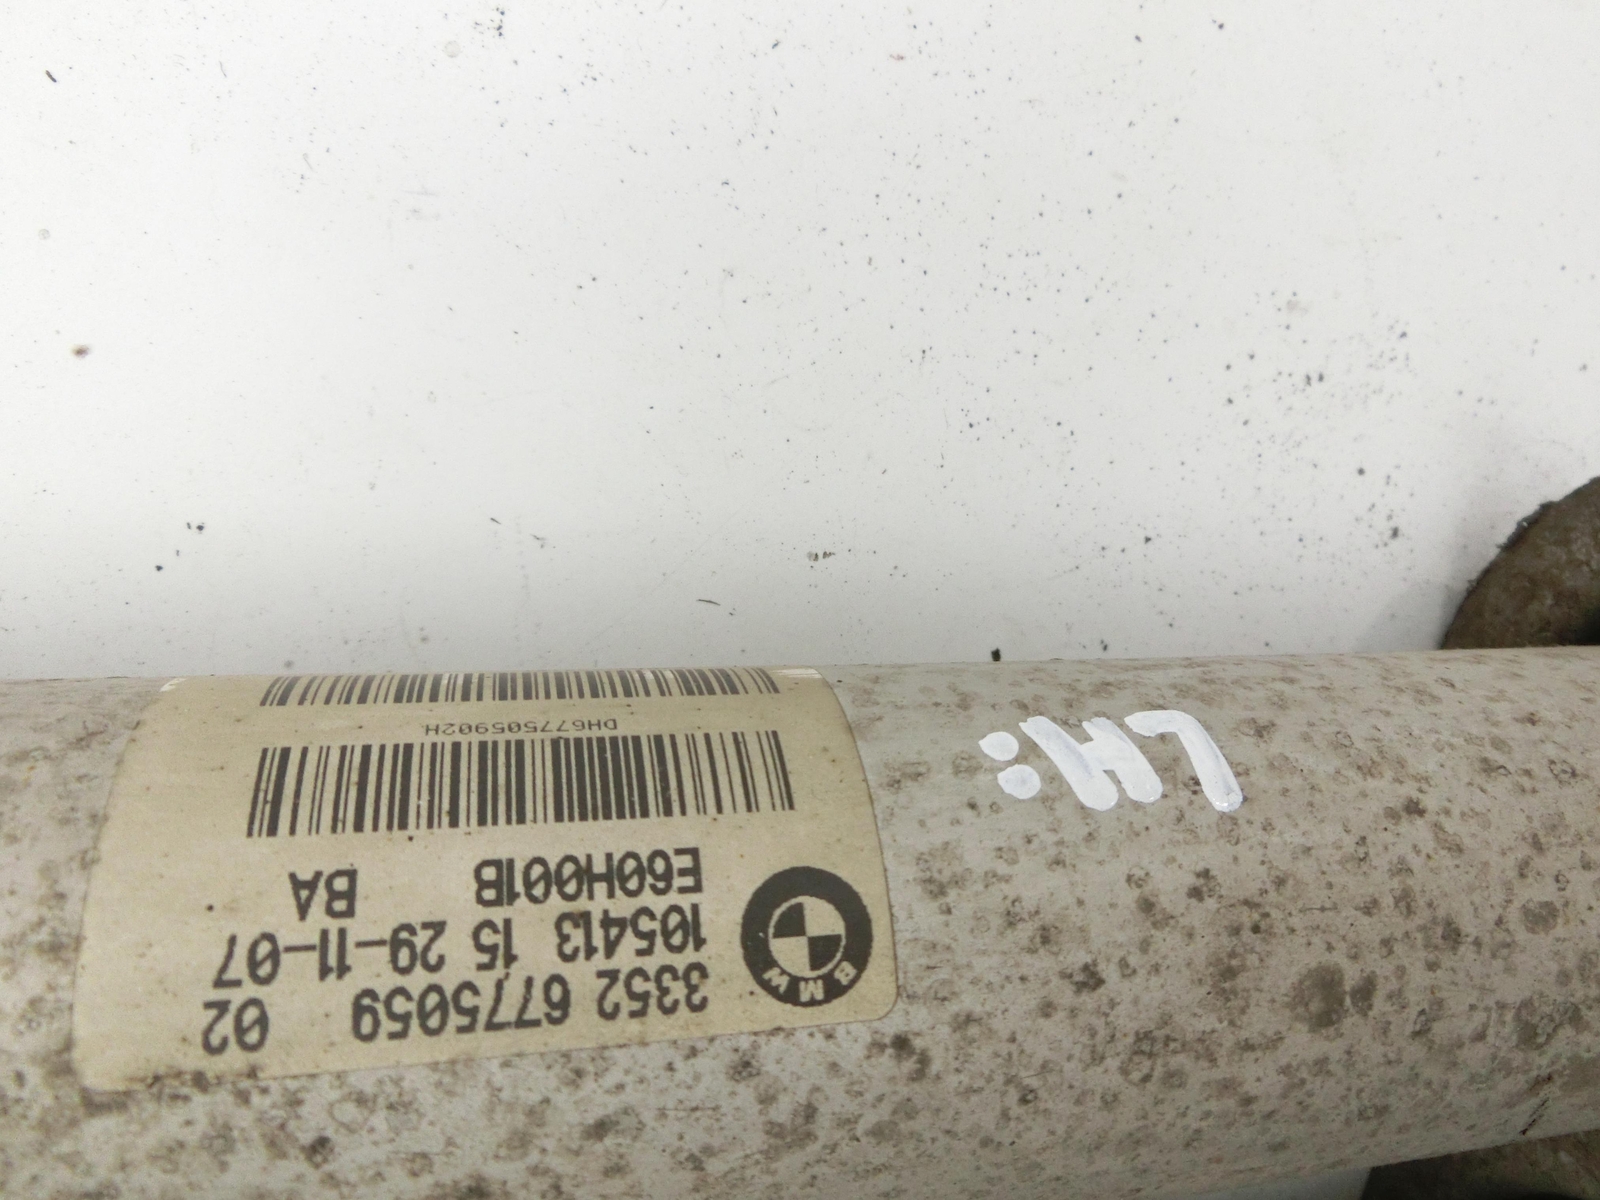 LH:
BMW
3352 6775059 02
105413 15 29-11-07
E60H001B BA
DH677505902H